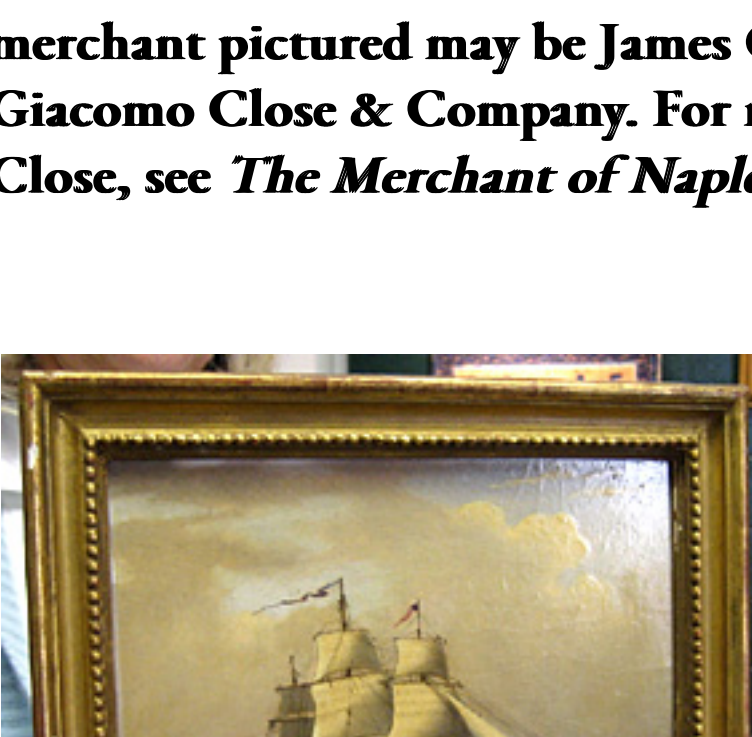 merchant pictured may be James
Giacomo Close & Company. For
Close, see The Merchant of